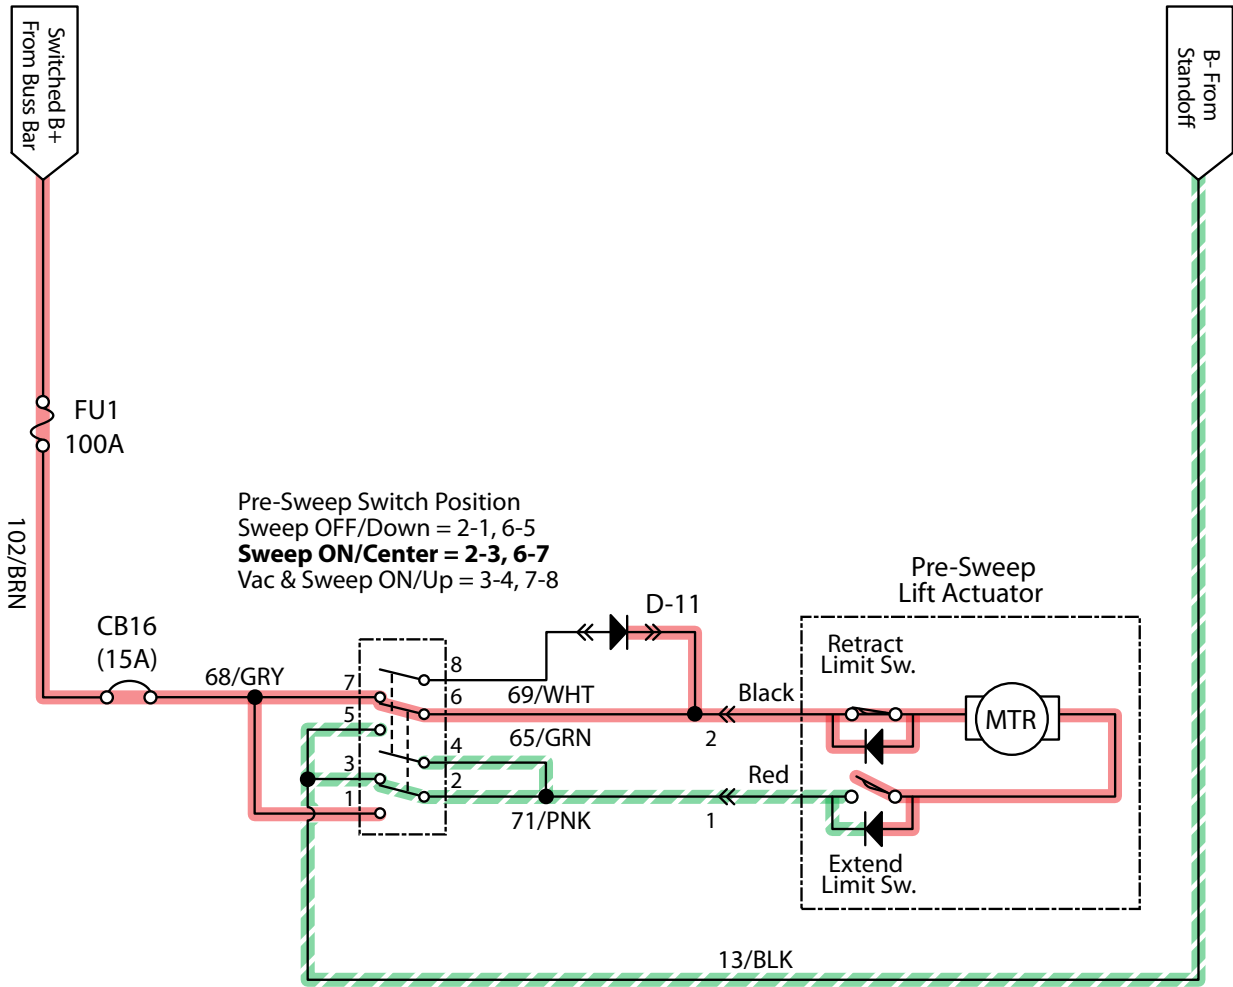 Switched B+
From Buss Bar
B- From
Standoff
FU1
100A
102/BRN
Pre-Sweep Switch Position
Sweep OFF/Down = 2-1, 6-5
Sweep ON/Center = 2-3, 6-7
Vac & Sweep ON/Up = 3-4, 7-8
CB16
(15A)
68/GRY
7
5
3
1
8
6
4
2
69/WHT
65/GRN
71/PNK
D-11
Black
2
Red
1
Pre-Sweep
Lift Actuator
Retract
Limit Sw.
MTR
Extend
Limit Sw.
13/BLK